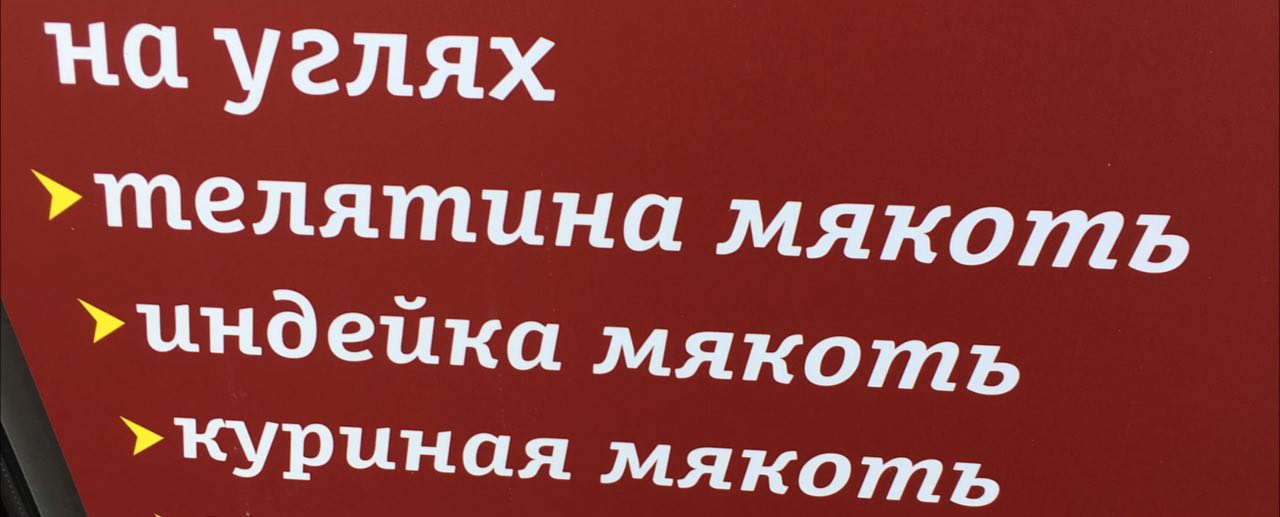 на углях
телятина мякоть
индейка мякоть
куриная мякоть